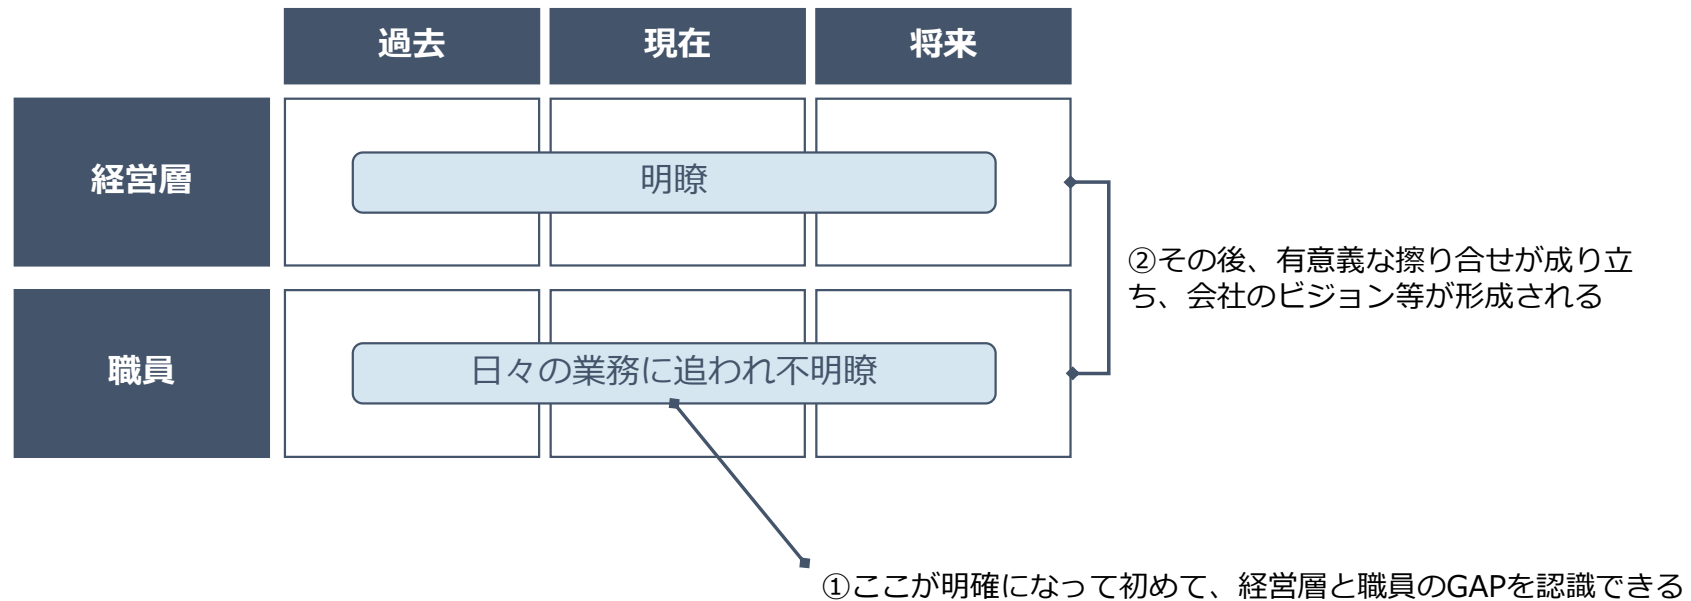 過去
現在
将来
経営層
明瞭
②その後、有意義な擦り合せが成り立
ち、会社のビジョン等が形成される
職員
日々の業務に追われ不明瞭
①ここが明確になって初めて、経営層と職員のGAPを認識できる